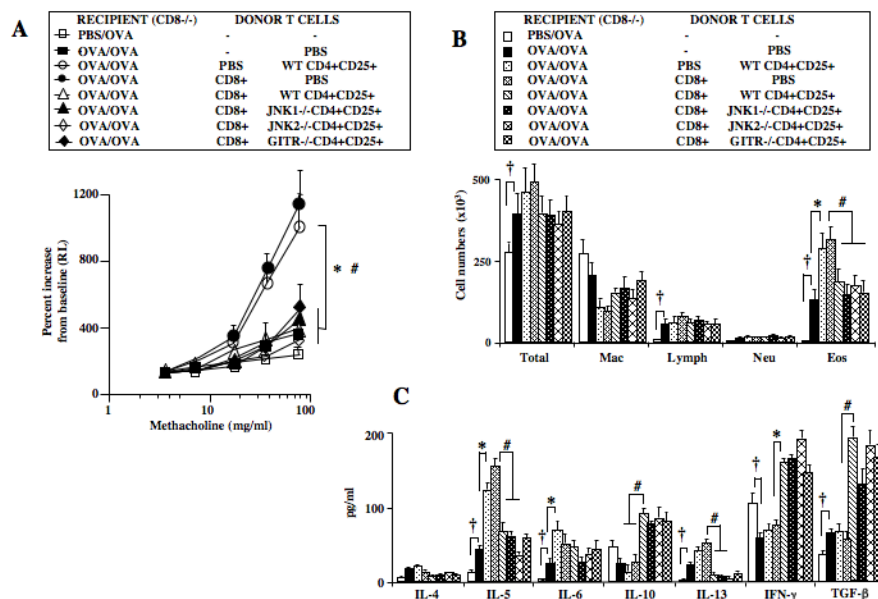 A
RECIPIENT (CD8-/-) DONOR T CELLS
PBS/OVA - -
OVA/OVA - PBS
OVA/OVA PBS WT CD4+CD25+
OVA/OVA CD8+ PBS
OVA/OVA CD8+ WT CD4+CD25+
OVA/OVA CD8+ JNK1-/-CD4+CD25+
OVA/OVA CD8+ JNK2-/-CD4+CD25+
OVA/OVA CD8+ GITR-/-CD4+CD25+
1200
800
400
0
Percent increase
from baseline (RL)
* #
1 10 100
Methacholine (mg/ml)
B
RECIPIENT (CD8-/-) DONOR T CELLS
PBS/OVA - -
OVA/OVA - PBS
OVA/OVA PBS WT CD4+CD25+
OVA/OVA CD8+ PBS
OVA/OVA CD8+ WT CD4+CD25+
OVA/OVA CD8+ JNK1-/-CD4+CD25+
OVA/OVA CD8+ JNK2-/-CD4+CD25+
OVA/OVA CD8+ GITR-/-CD4+CD25+
500
250
0
Cell numbers (x10³)
† † † * #
Total Mac Lymph Neu Eos
C
200
100
0
pg/ml
† * # † * # † # † * † #
IL-4 IL-5 IL-6 IL-10 IL-13 IFN-γ TGF-β